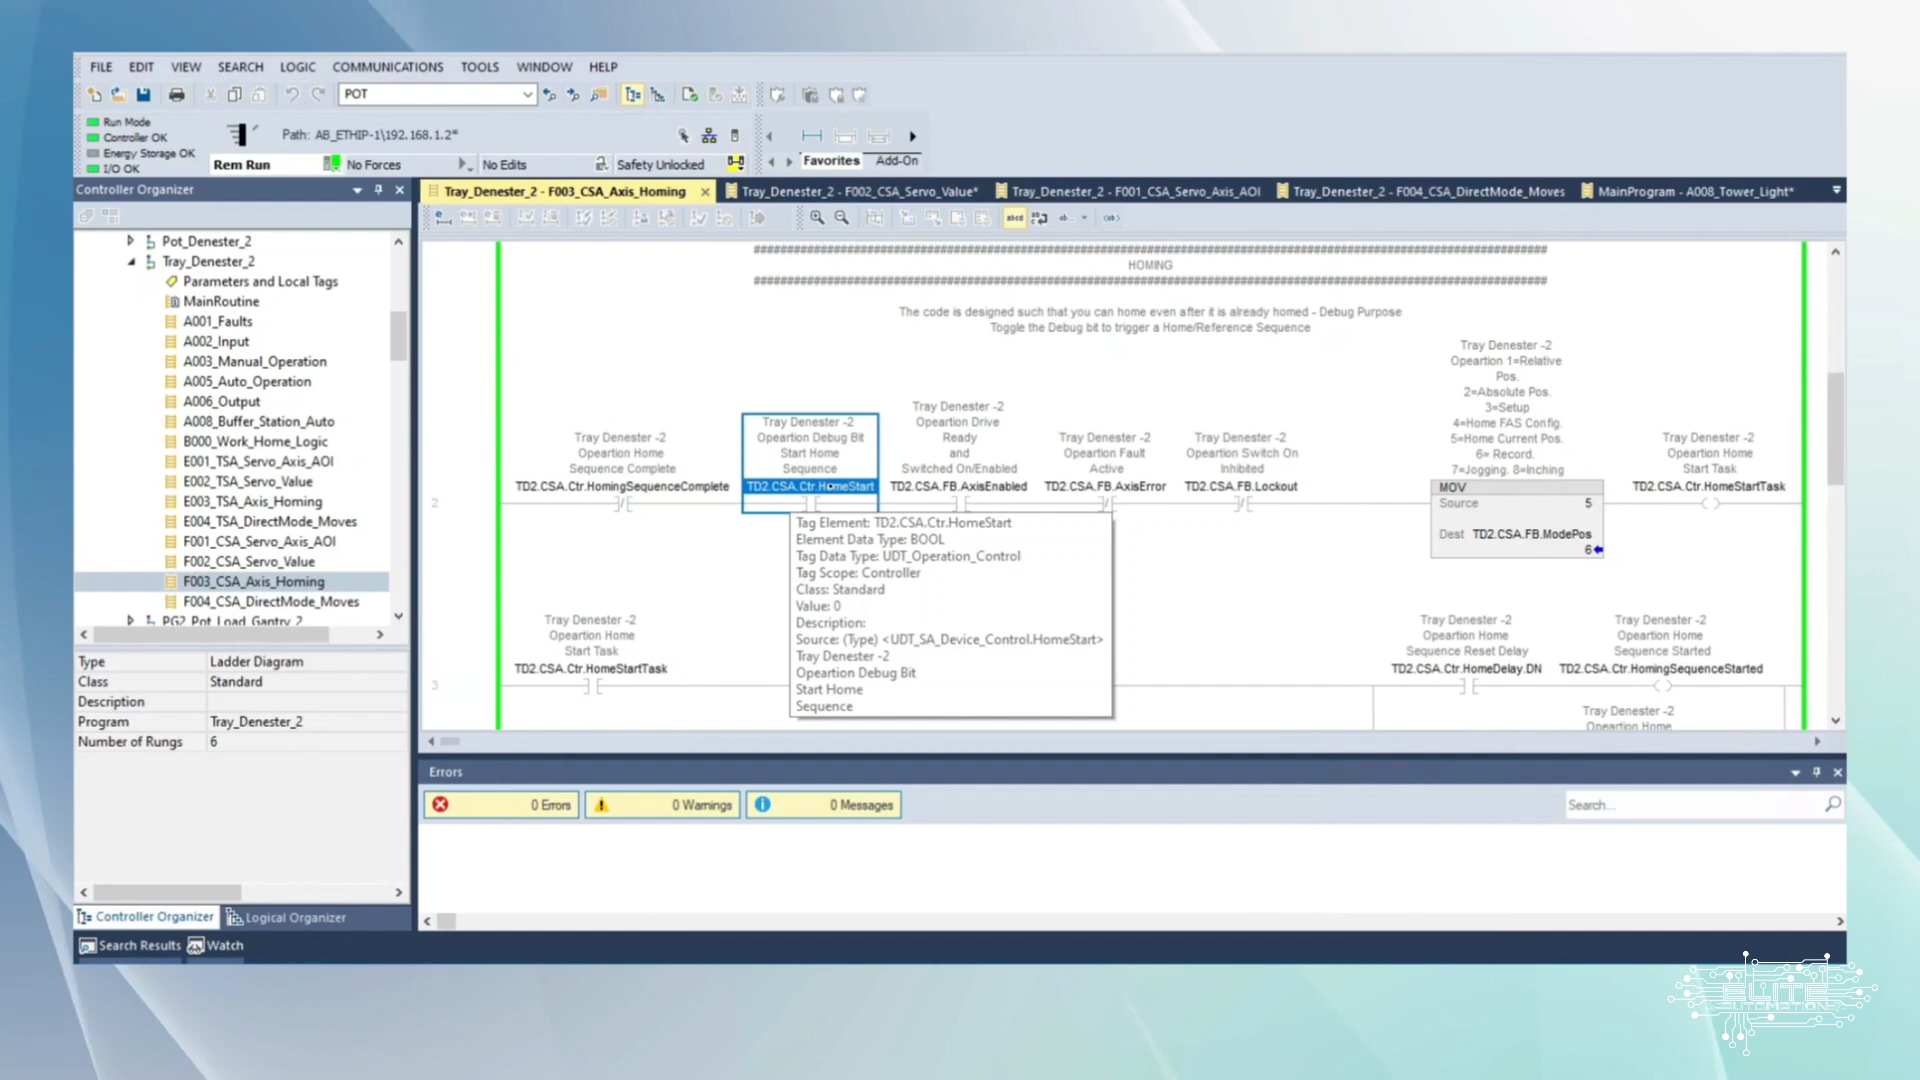 FILE EDIT VIEW SEARCH LOGIC COMMUNICATIONS TOOLS WINDOW HELP
POT
Run Mode
Controller OK
Energy Storage OK
I/O OK
Path: AB_ETHIP-1\192.168.1.2*
Rem Run No Forces No Edits Safety Unlocked
Favorites Add-On
Controller Organizer
Tray_Denester_2 - F003_CSA_Axis_Homing
Tray_Denester_2 - F002_CSA_Servo_Value*
Tray_Denester_2 - F001_CSA_Servo_Axis_AOI
Tray_Denester_2 - F004_CSA_DirectMode_Moves
MainProgram - A008_Tower_Light*
Pot_Denester_2
Tray_Denester_2
Parameters and Local Tags
MainRoutine
A001_Faults
A002_Input
A003_Manual_Operation
A005_Auto_Operation
A006_Output
A008_Buffer_Station_Auto
B000_Work_Home_Logic
E001_TSA_Servo_Axis_AOI
E002_TSA_Servo_Value
E003_TSA_Axis_Homing
E004_TSA_DirectMode_Moves
F001_CSA_Servo_Axis_AOI
F002_CSA_Servo_Value
F003_CSA_Axis_Homing
F004_CSA_DirectMode_Moves
PG2_Pot_Load_Gantry_2
Type Ladder Diagram
Class Standard
Description
Program Tray_Denester_2
Number of Rungs 6
Controller Organizer Logical Organizer
HOMING
The code is designed such that you can home even after it is already homed - Debug Purpose
Toggle the Debug bit to trigger a Home/Reference Sequence
2
Tray Denester -2
Opeartion Home
Sequence Complete
TD2.CSA.Ctr.HomingSequenceComplete
Tray Denester -2
Opeartion Debug Bit
Start Home
Sequence
TD2.CSA.Ctr.HomeStart
Tray Denester -2
Opeartion Drive
Ready
and
Switched On/Enabled
TD2.CSA.FB.AxisEnabled
Tray Denester -2
Opeartion Fault
Active
TD2.CSA.FB.AxisError
Tray Denester -2
Opeartion Switch On
Inhibited
TD2.CSA.FB.Lockout
Tray Denester -2
Opeartion 1=Relative
Pos.
2=Absolute Pos.
3=Setup
4=Home FAS Config.
5=Home Current Pos.
6= Record.
7=Jogging. 8=Inching
MOV
Source 5
Dest TD2.CSA.FB.ModePos
6
Tray Denester -2
Opeartion Home
Start Task
TD2.CSA.Ctr.HomeStartTask
Tag Element: TD2.CSA.Ctr.HomeStart
Element Data Type: BOOL
Tag Data Type: UDT_Operation_Control
Tag Scope: Controller
Class: Standard
Value: 0
Description:
Source: (Type) <UDT_SA_Device_Control.HomeStart>
Tray Denester -2
Opeartion Debug Bit
Start Home
Sequence
3
Tray Denester -2
Opeartion Home
Start Task
TD2.CSA.Ctr.HomeStartTask
Tray Denester -2
Opeartion Home
Sequence Reset Delay
TD2.CSA.Ctr.HomeDelay.DN
Tray Denester -2
Opeartion Home
Sequence Started
TD2.CSA.Ctr.HomingSequenceStarted
Tray Denester -2
Opeartion Home
Errors
0 Errors 0 Warnings 0 Messages
Search...
Search Results Watch
ELITE
AUTOMATION